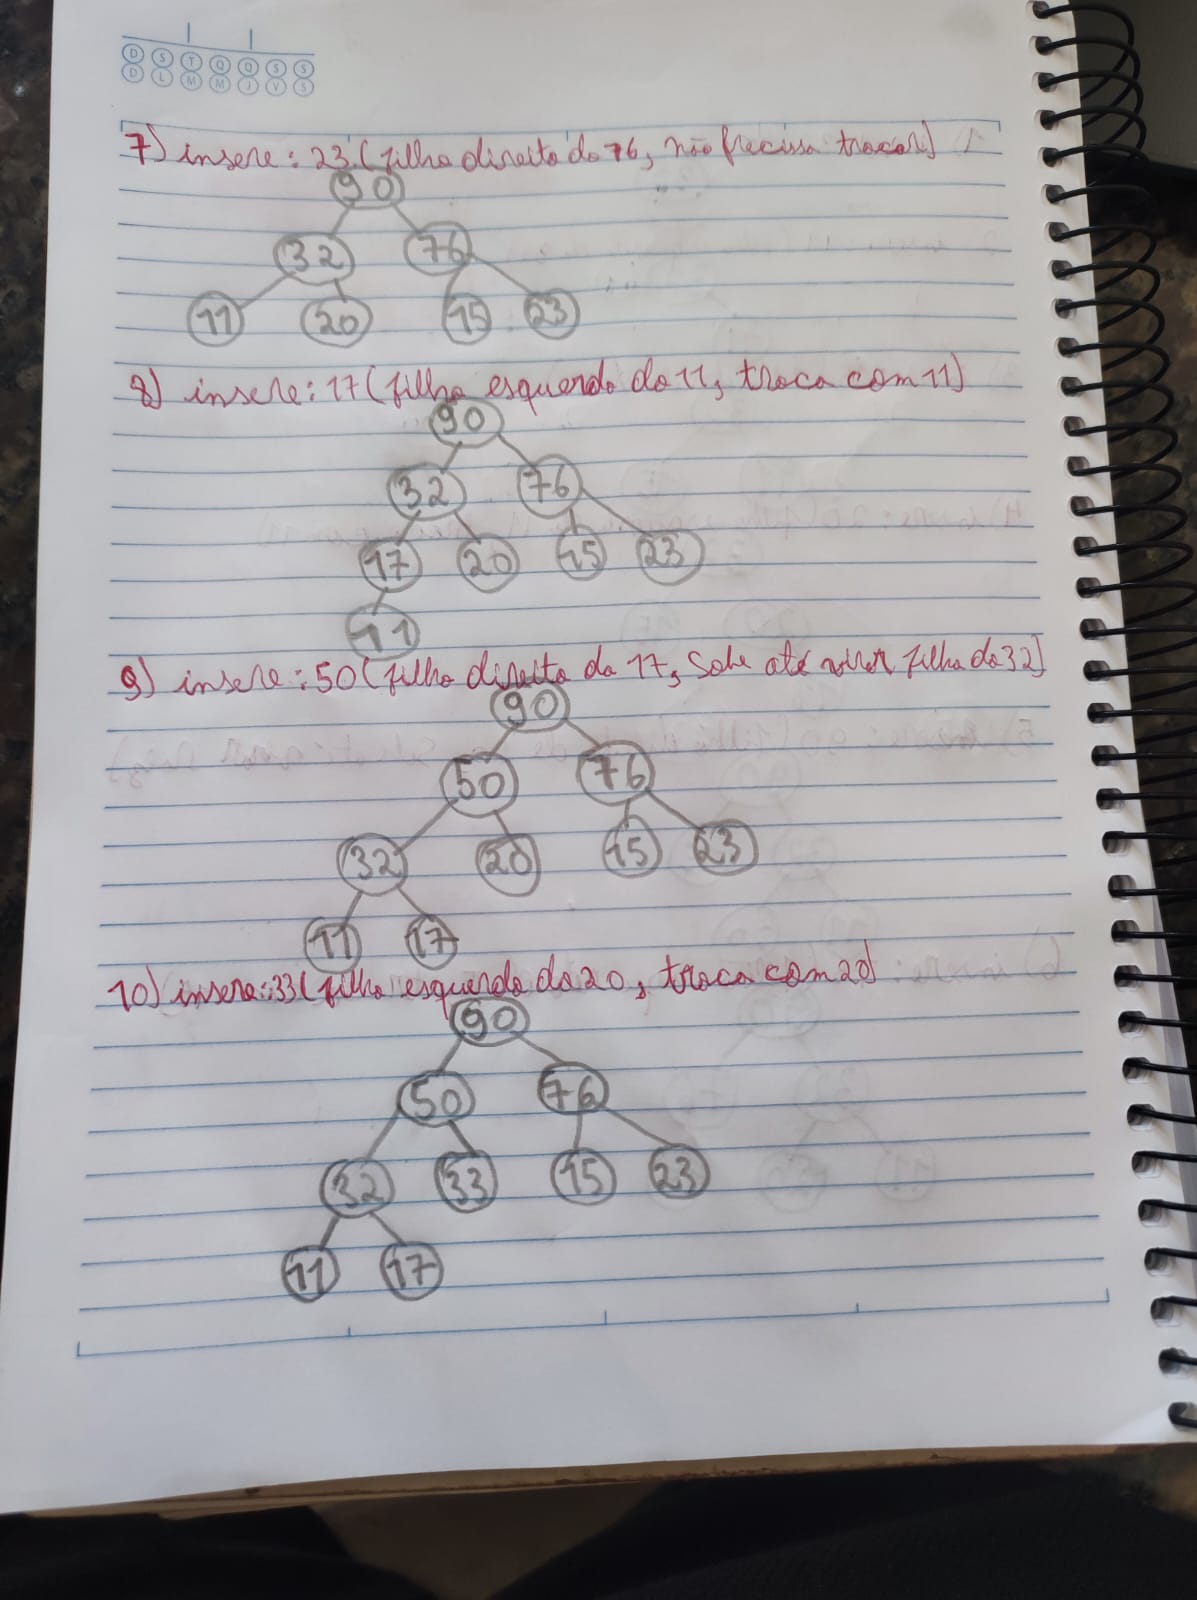 D S T Q Q S S
D L M M J V S
7) insere: 23 (filho direito do 76, não precisa trocar)
90
32 76
11 20 15 23
8) insere: 17 (filho esquerdo do 11, troca com 11)
90
32 76
17 20 15 23
11
9) insere: 50 (filho direito do 17, sobe até virar filho do 32)
90
50 76
32 20 15 23
11 17
10) insere: 33 (filho esquerdo do 20, troca com 20)
90
50 76
32 33 15 23
11 17